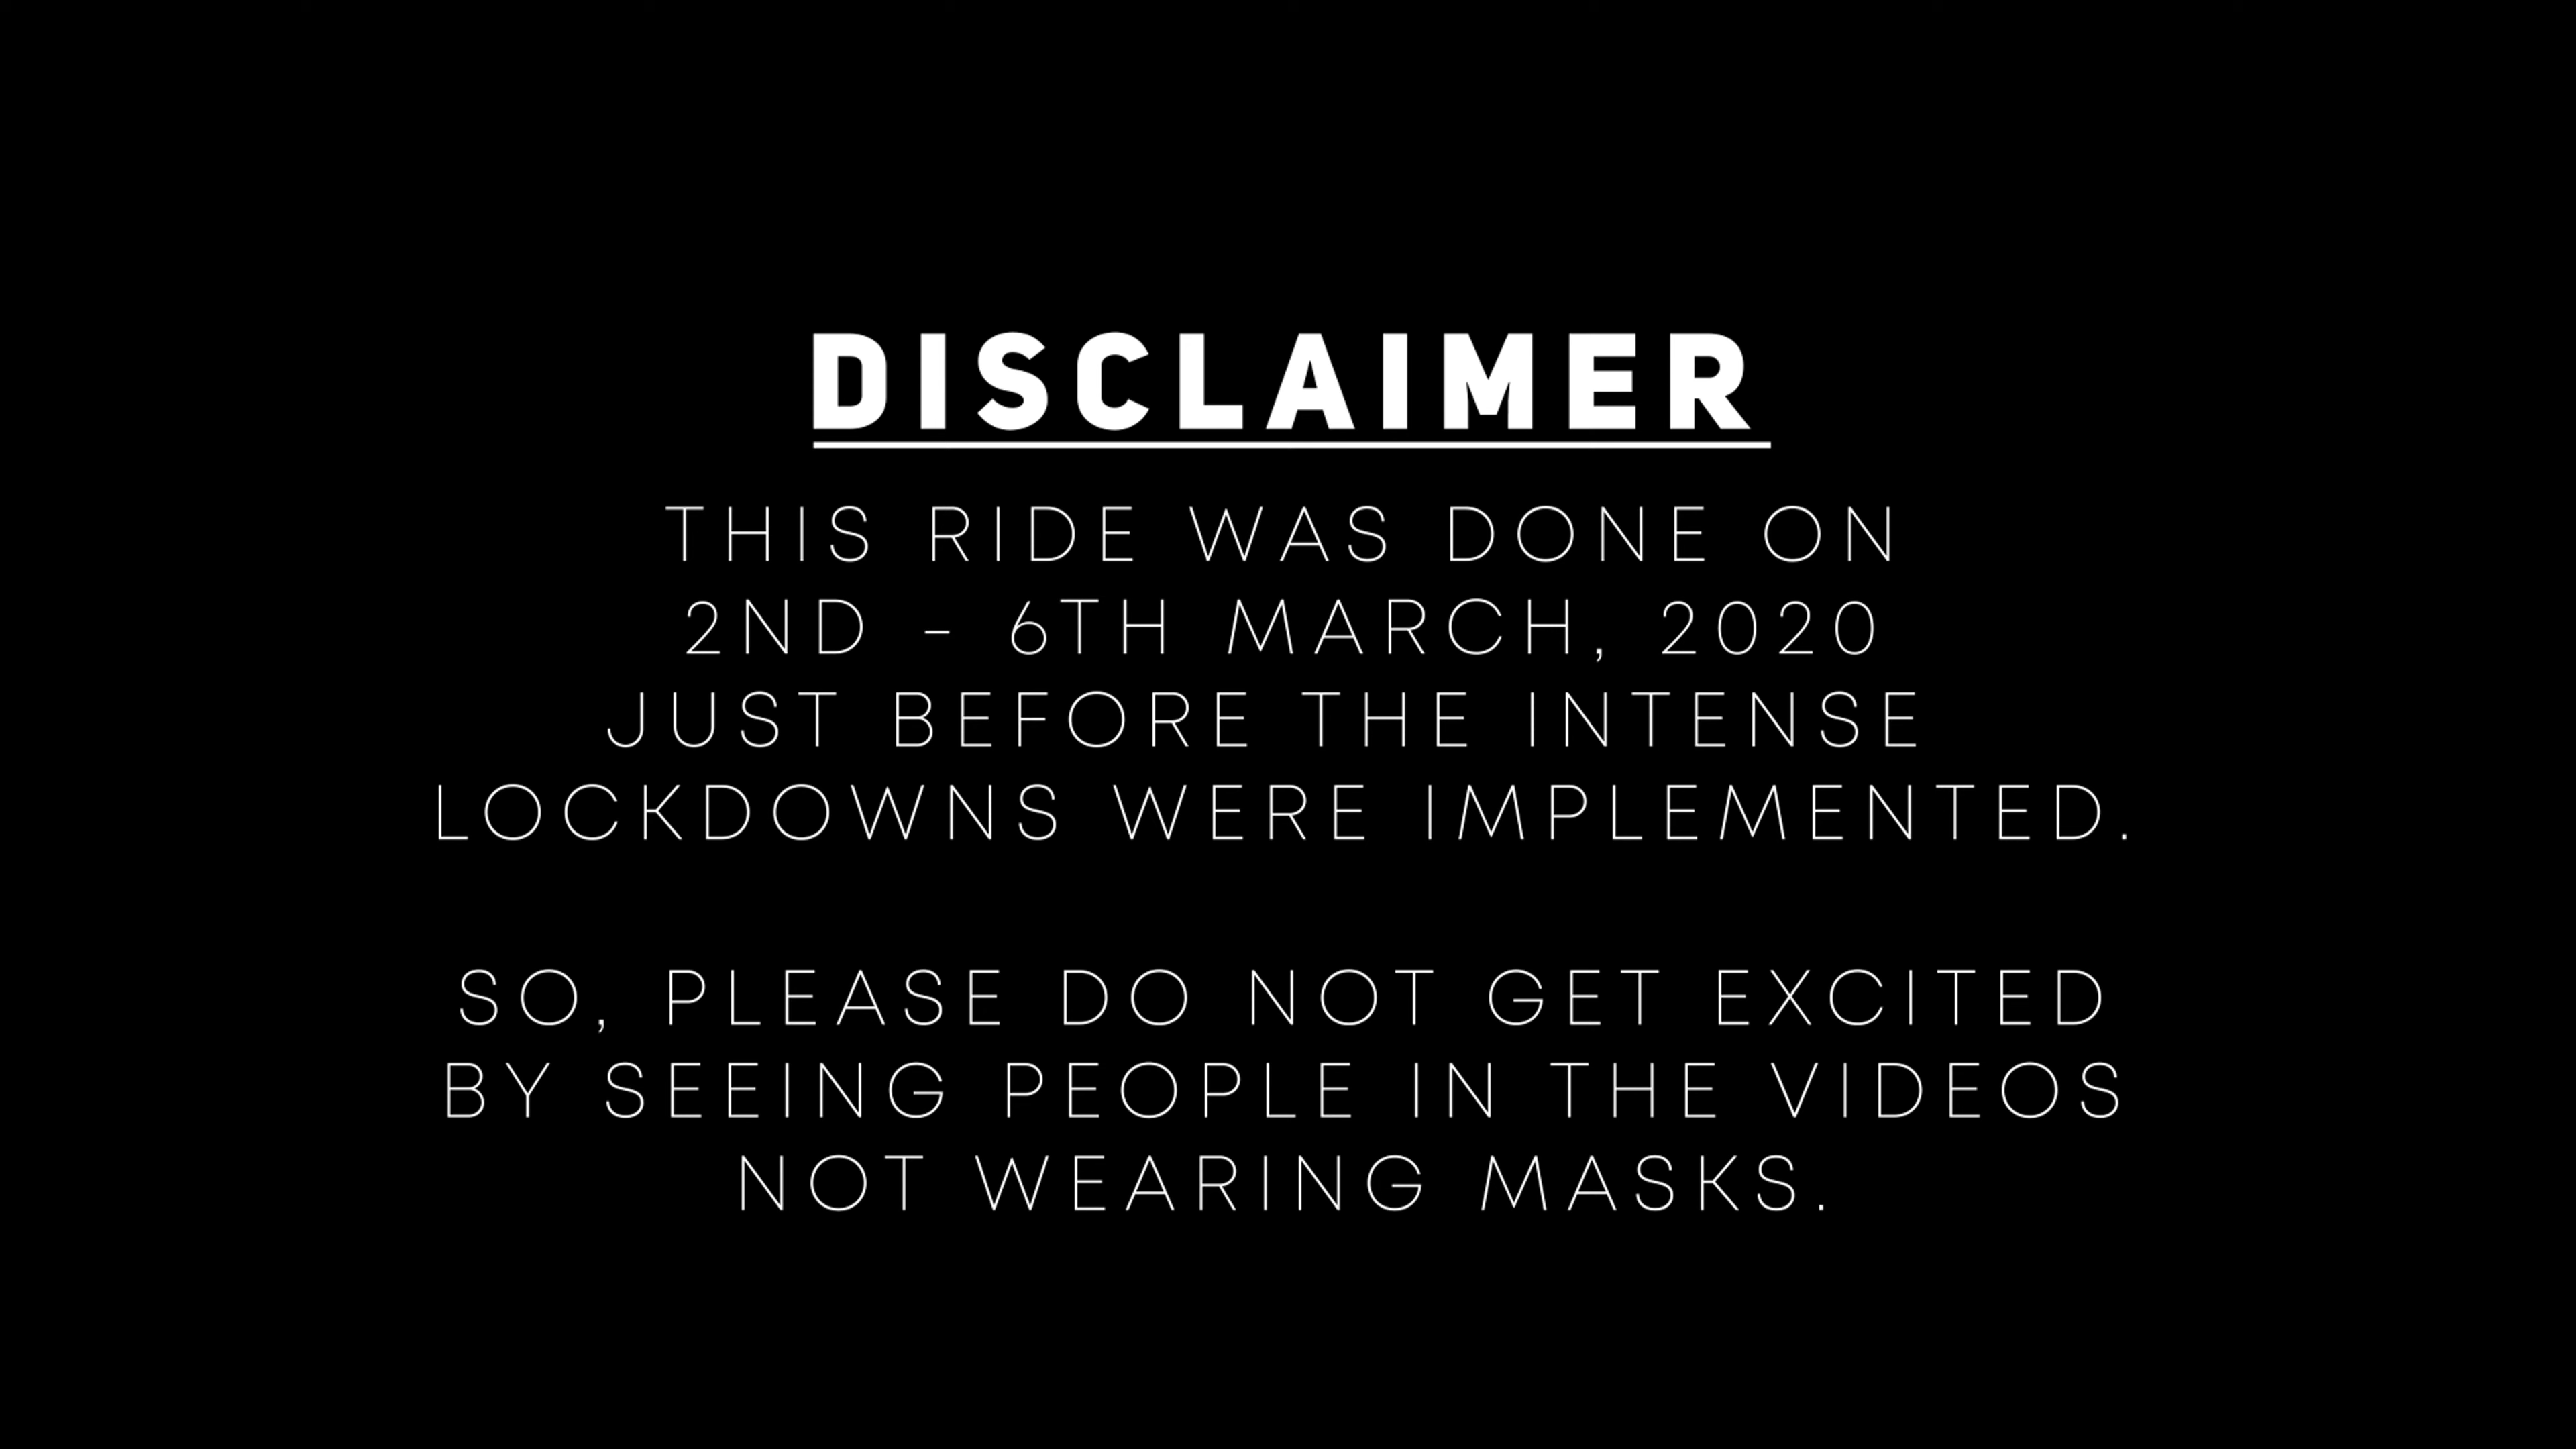 DISCLAIMER
THIS RIDE WAS DONE ON
2ND - 6TH MARCH, 2020
JUST BEFORE THE INTENSE
LOCKDOWNS WERE IMPLEMENTED.
SO, PLEASE DO NOT GET EXCITED
BY SEEING PEOPLE IN THE VIDEOS
NOT WEARING MASKS.